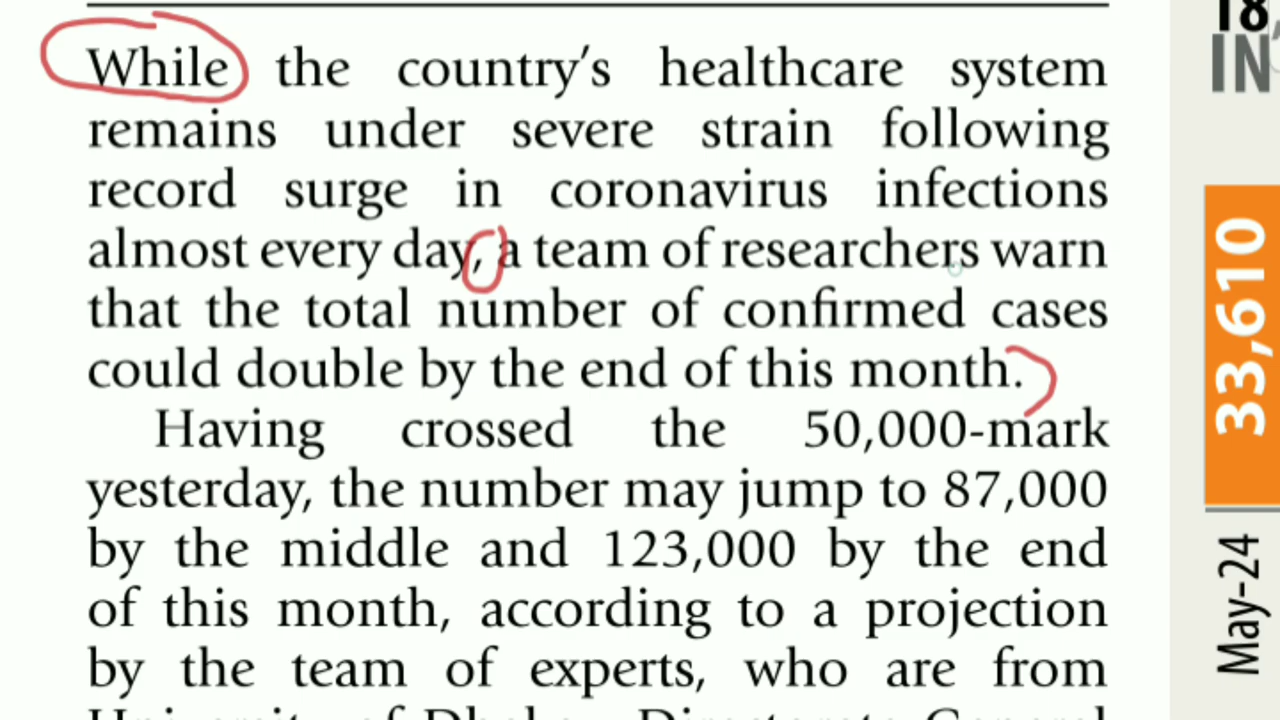 While the country's healthcare system
remains under severe strain following
record surge in coronavirus infections
almost every day, a team of researchers warn
that the total number of confirmed cases
could double by the end of this month.
Having crossed the 50,000-mark
yesterday, the number may jump to 87,000
by the middle and 123,000 by the end
of this month, according to a projection
by the team of experts, who are from
18,
IN
33,610
May-24